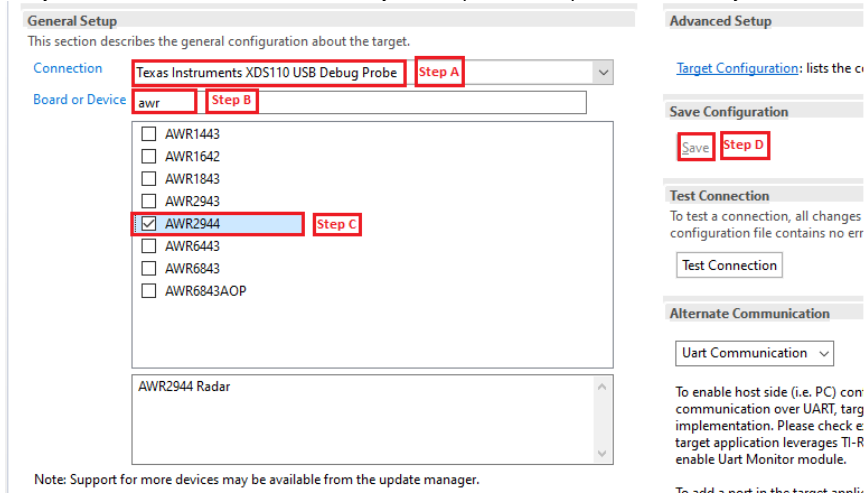 General Setup
This section describes the general configuration about the target.
Connection
Texas Instruments XDS110 USB Debug Probe
Step A
Board or Device
awr
Step B
AWR1443
AWR1642
AWR1843
AWR2943
AWR2944
Step C
AWR6443
AWR6843
AWR6843AOP
AWR2944 Radar
Note: Support for more devices may be available from the update manager.
Advanced Setup
Target Configuration: lists the
Save Configuration
Save
Step D
Test Connection
To test a connection, all changes
configuration file contains no
Test Connection
Alternate Communication
Uart Communication
To enable host side (i.e. PC)
communication over UART,
implementation. Please check
target application leverages
enable Uart Monitor module.